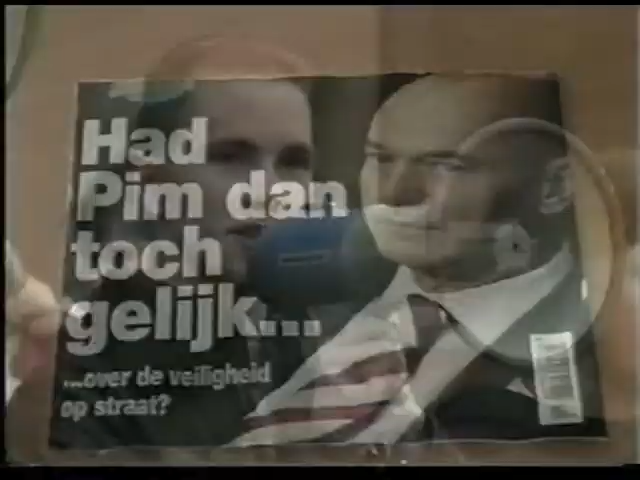 Had
Pim dan
toch
gelijk...
...over de veiligheid
op straat?